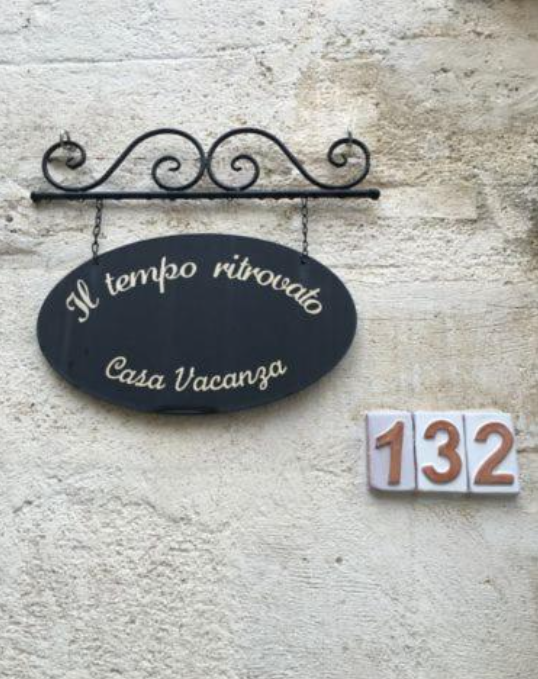 Il tempo ritrovato
Casa Vacanza
132